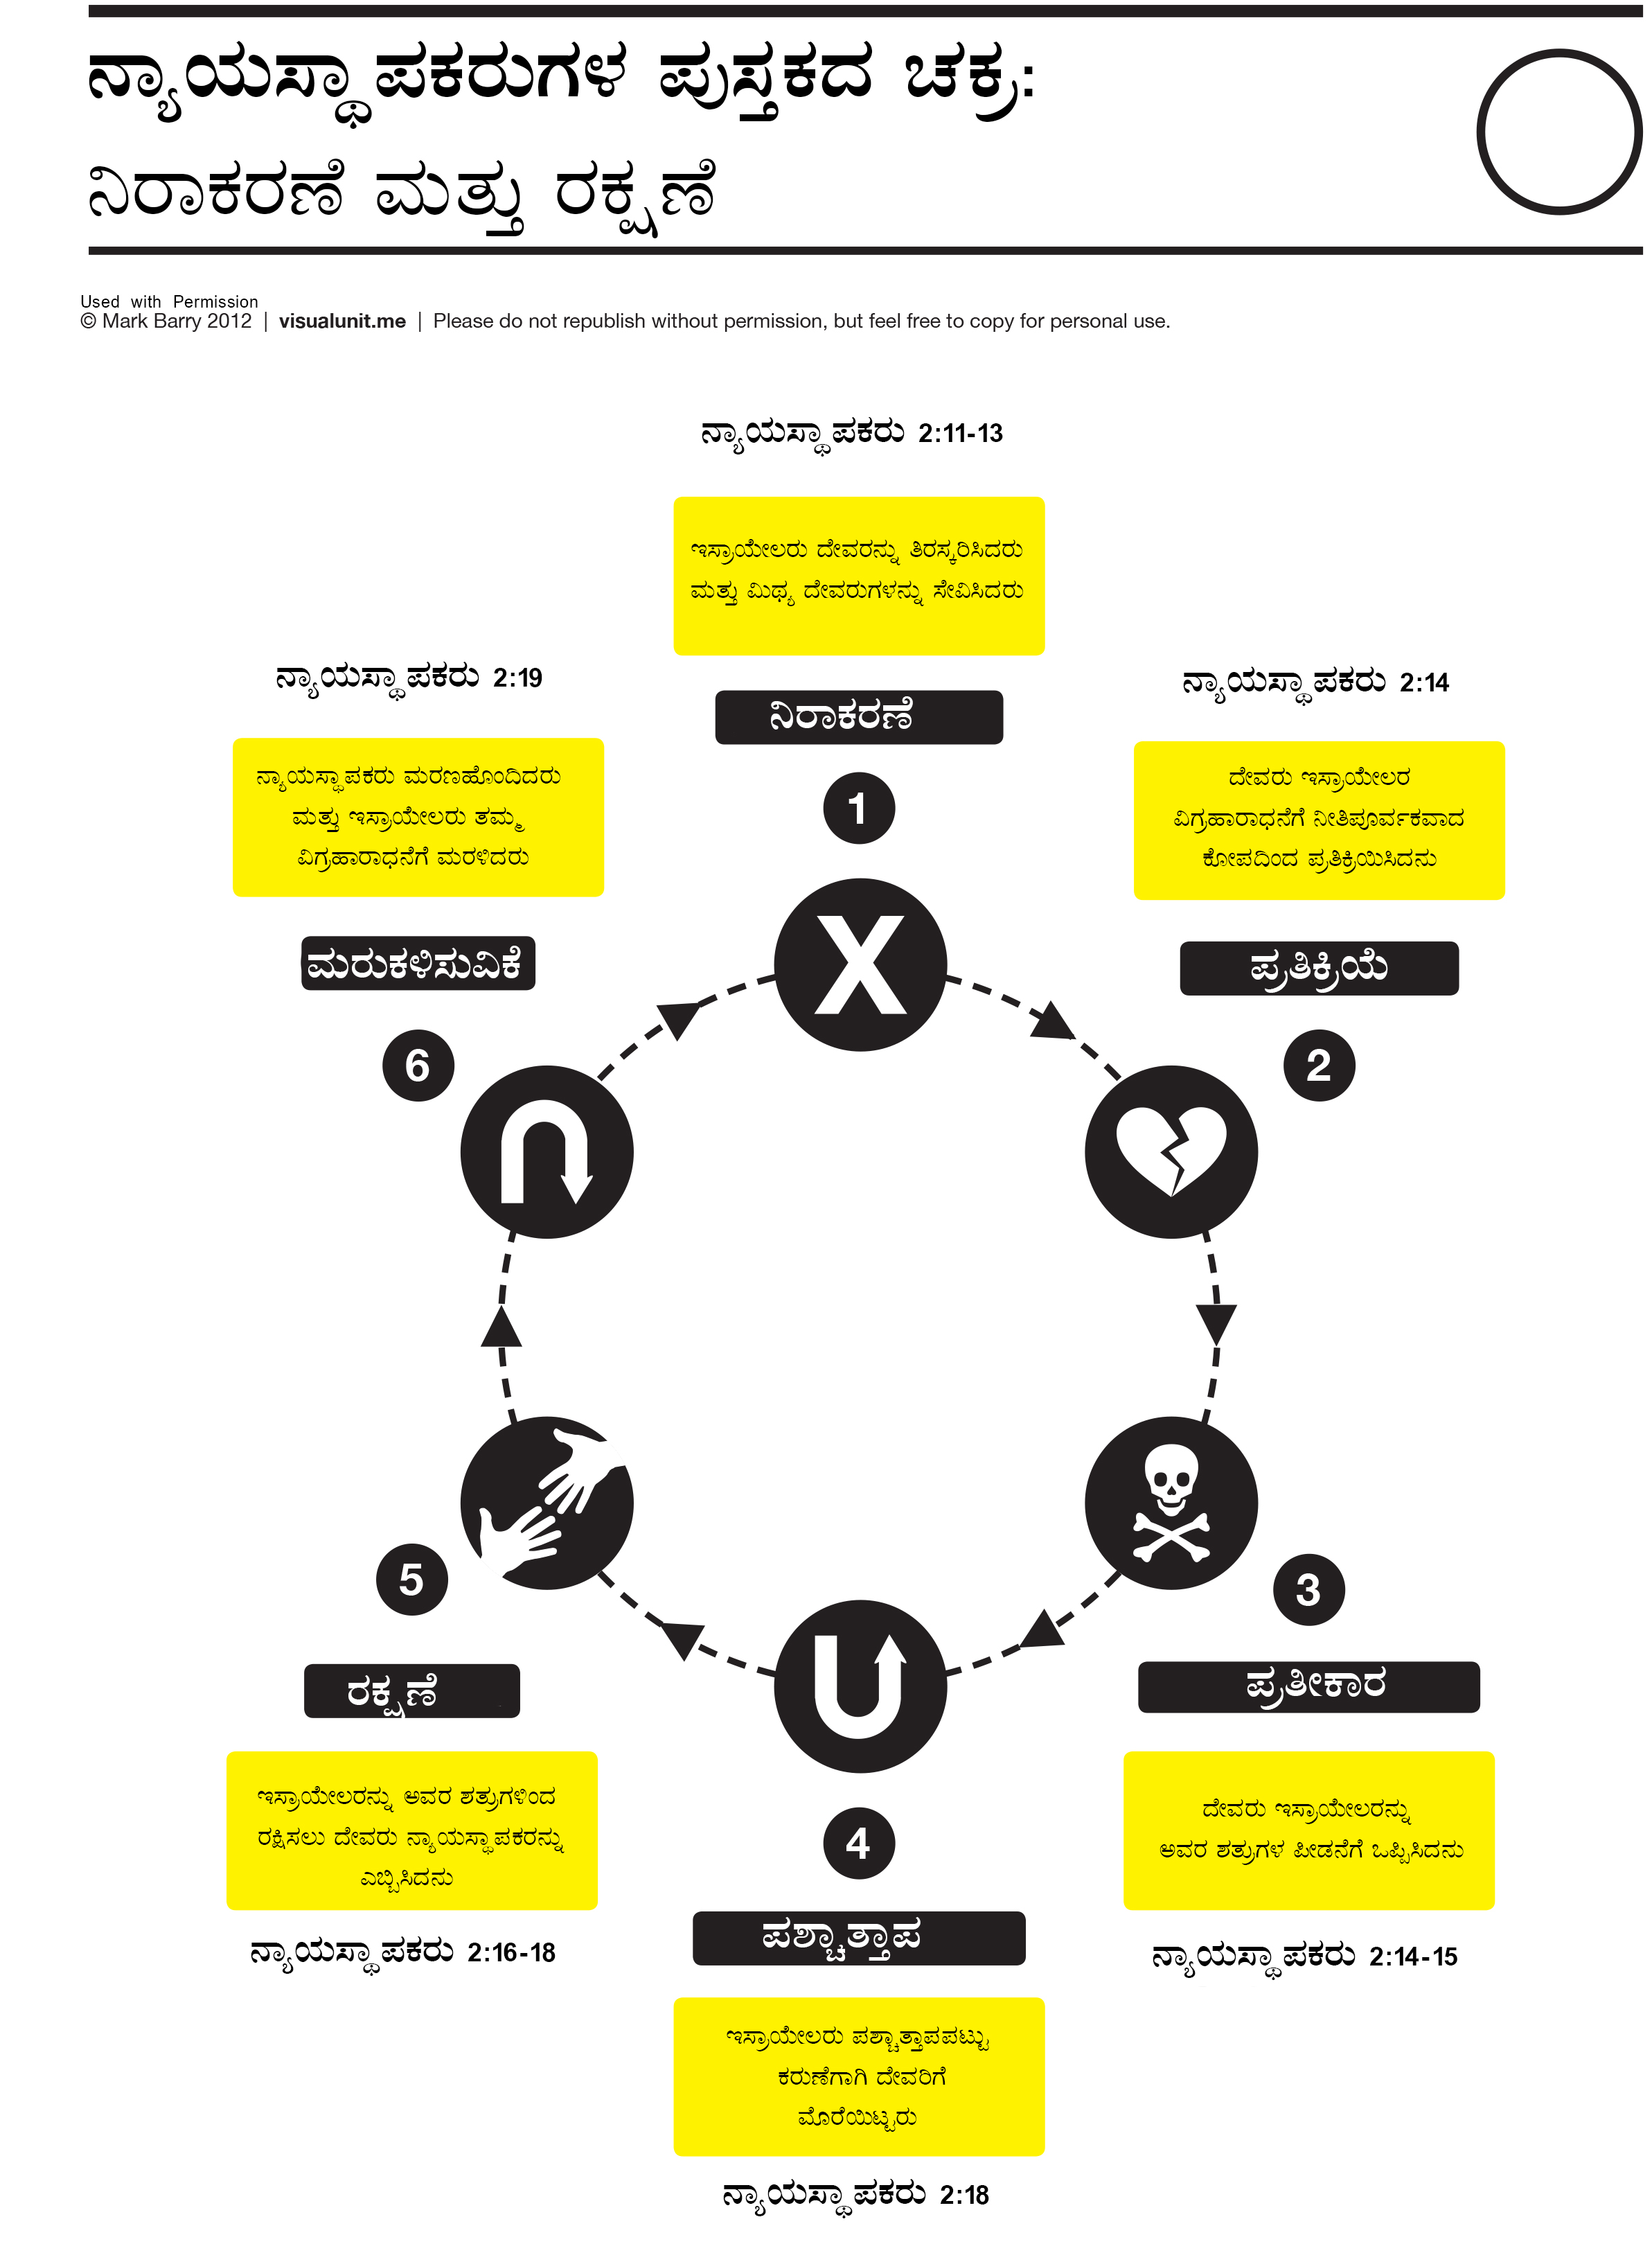 ನ್ಯಾಯಸ್ಥಾಪಕರುಗಳ ಪುಸ್ತಕದ ಚಕ್ರ:
ನಿರಾಕರಣೆ ಮತ್ತು ರಕ್ಷಣೆ
Used with Permission
© Mark Barry 2012 | visualunit.me | Please do not republish without permission, but feel free to copy for personal use.
ನ್ಯಾಯಸ್ಥಾಪಕರು 2:11-13
ಇಸ್ರಾಯೇಲರು ದೇವರನ್ನು ತಿರಸ್ಕರಿಸಿದರು
ಮತ್ತು ಮಿಥ್ಯ ದೇವರುಗಳನ್ನು ಸೇವಿಸಿದರು
ನಿರಾಕರಣೆ
1
X
ನ್ಯಾಯಸ್ಥಾಪಕರು 2:14
ದೇವರು ಇಸ್ರಾಯೇಲರ
ವಿಗ್ರಹಾರಾಧನೆಗೆ ನೀತಿಪೂರ್ವಕವಾದ
ಕೋಪದಿಂದ ಪ್ರತಿಕ್ರಿಯಿಸಿದನು
ಪ್ರತಿಕ್ರಿಯೆ
2
3
ಪ್ರತೀಕಾರ
ದೇವರು ಇಸ್ರಾಯೇಲರನ್ನು
ಅವರ ಶತ್ರುಗಳ ಪೀಡನೆಗೆ ಒಪ್ಪಿಸಿದನು
ನ್ಯಾಯಸ್ಥಾಪಕರು 2:14-15
4
ಪಶ್ಚಾತ್ತಾಪ
ಇಸ್ರಾಯೇಲರು ಪಶ್ಚಾತ್ತಾಪಪಟ್ಟು
ಕರುಣೆಗಾಗಿ ದೇವರಿಗೆ
ಮೊರೆಯಿಟ್ಟರು
ನ್ಯಾಯಸ್ಥಾಪಕರು 2:18
5
ರಕ್ಷಣೆ
ಇಸ್ರಾಯೇಲರನ್ನು ಅವರ ಶತ್ರುಗಳಿಂದ
ರಕ್ಷಿಸಲು ದೇವರು ನ್ಯಾಯಸ್ಥಾಪಕರನ್ನು
ಎಬ್ಬಿಸಿದನು
ನ್ಯಾಯಸ್ಥಾಪಕರು 2:16-18
ನ್ಯಾಯಸ್ಥಾಪಕರು 2:19
ನ್ಯಾಯಸ್ಥಾಪಕರು ಮರಣಹೊಂದಿದರು
ಮತ್ತು ಇಸ್ರಾಯೇಲರು ತಮ್ಮ
ವಿಗ್ರಹಾರಾಧನೆಗೆ ಮರಳಿದರು
ಮರುಕಳಿಸುವಿಕೆ
6